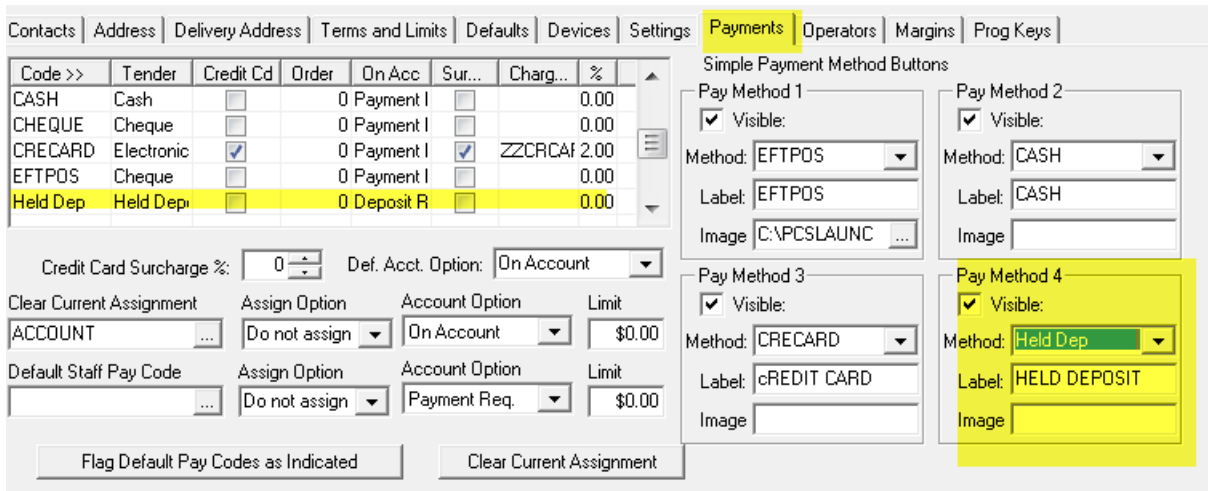 Contacts Address Delivery Address Terms and Limits Defaults Devices Settings Payments Operators Margins Prog Keys
Code >> Tender Credit Cd Order On Acc Sur... Charg... %
CASH Cash 0 Payment I 0.00
CHEQUE Cheque 0 Payment I 0.00
CRECARD Electronic 0 Payment I ZZCRCAF 2.00
EFTPOS Cheque 0 Payment I 0.00
Held Dep Held Dep 0 Deposit R 0.00
Credit Card Surcharge %: 0 Def. Acct. Option: On Account
Clear Current Assignment Assign Option Account Option Limit
ACCOUNT ... Do not assign On Account $0.00
Default Staff Pay Code Assign Option Account Option Limit
... Do not assign Payment Req. $0.00
Flag Default Pay Codes as Indicated Clear Current Assignment
Simple Payment Method Buttons
Pay Method 1
Visible:
Method: EFTPOS
Label: EFTPOS
Image C:\PCSLAUNC ...
Pay Method 2
Visible:
Method: CASH
Label: CASH
Image
Pay Method 3
Visible:
Method: CRECARD
Label: cREDIT CARD
Image
Pay Method 4
Visible:
Method: Held Dep
Label: HELD DEPOSIT
Image